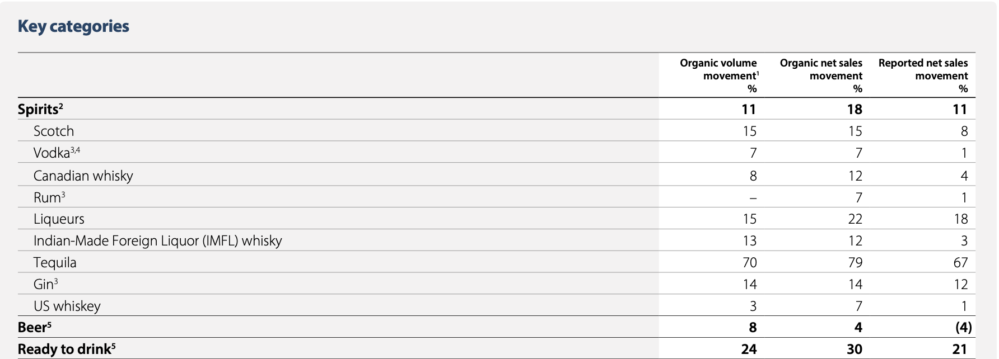 Key categories
Organic volume Organic net sales Reported net sales
movement¹ movement movement
% % %
Spirits² 11 18 11
Scotch 15 15 8
Vodka³,⁴ 7 7 1
Canadian whisky 8 12 4
Rum³ – 7 1
Liqueurs 15 22 18
Indian-Made Foreign Liquor (IMFL) whisky 13 12 3
Tequila 70 79 67
Gin³ 14 14 12
US whiskey 3 7 1
Beer⁵ 8 4 (4)
Ready to drink⁵ 24 30 21